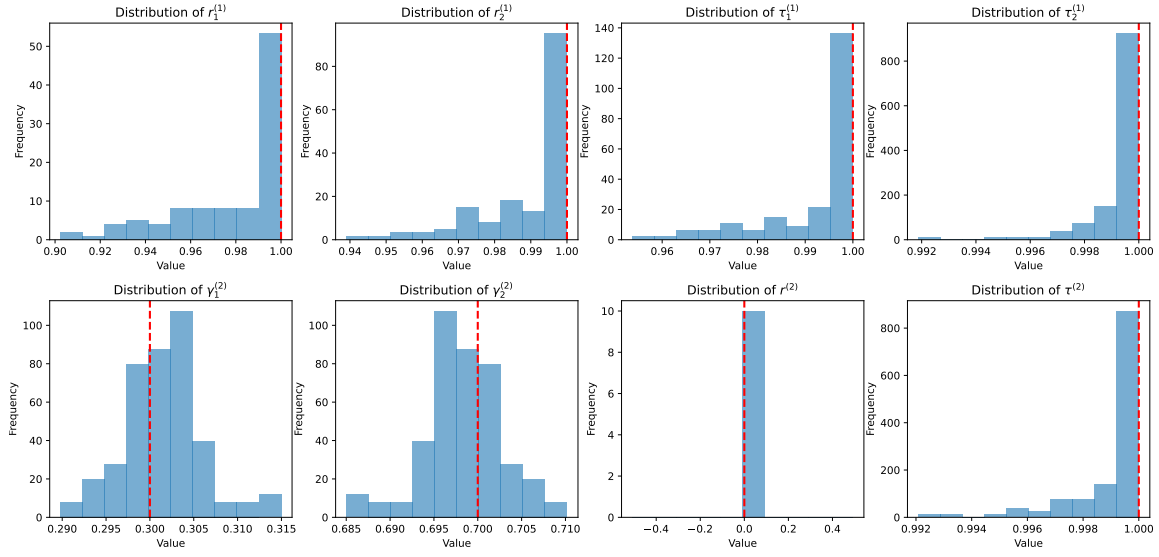 Distribution of r₁⁽¹⁾
Frequency
50
40
30
20
10
0
0.90 0.92 0.94 0.96 0.98 1.00
Value
Distribution of r₂⁽¹⁾
Frequency
80
60
40
20
0
0.94 0.95 0.96 0.97 0.98 0.99 1.00
Value
Distribution of τ₁⁽¹⁾
Frequency
140
120
100
80
60
40
20
0
0.96 0.97 0.98 0.99 1.00
Value
Distribution of τ₂⁽¹⁾
Frequency
800
600
400
200
0
0.992 0.994 0.996 0.998 1.000
Value
Distribution of γ₁⁽²⁾
Frequency
100
80
60
40
20
0
0.290 0.295 0.300 0.305 0.310 0.315
Value
Distribution of γ₂⁽²⁾
Frequency
100
80
60
40
20
0
0.685 0.690 0.695 0.700 0.705 0.710
Value
Distribution of r⁽²⁾
Frequency
10
8
6
4
2
0
−0.4 −0.2 0.0 0.2 0.4
Value
Distribution of τ⁽²⁾
Frequency
800
600
400
200
0
0.992 0.994 0.996 0.998 1.000
Value